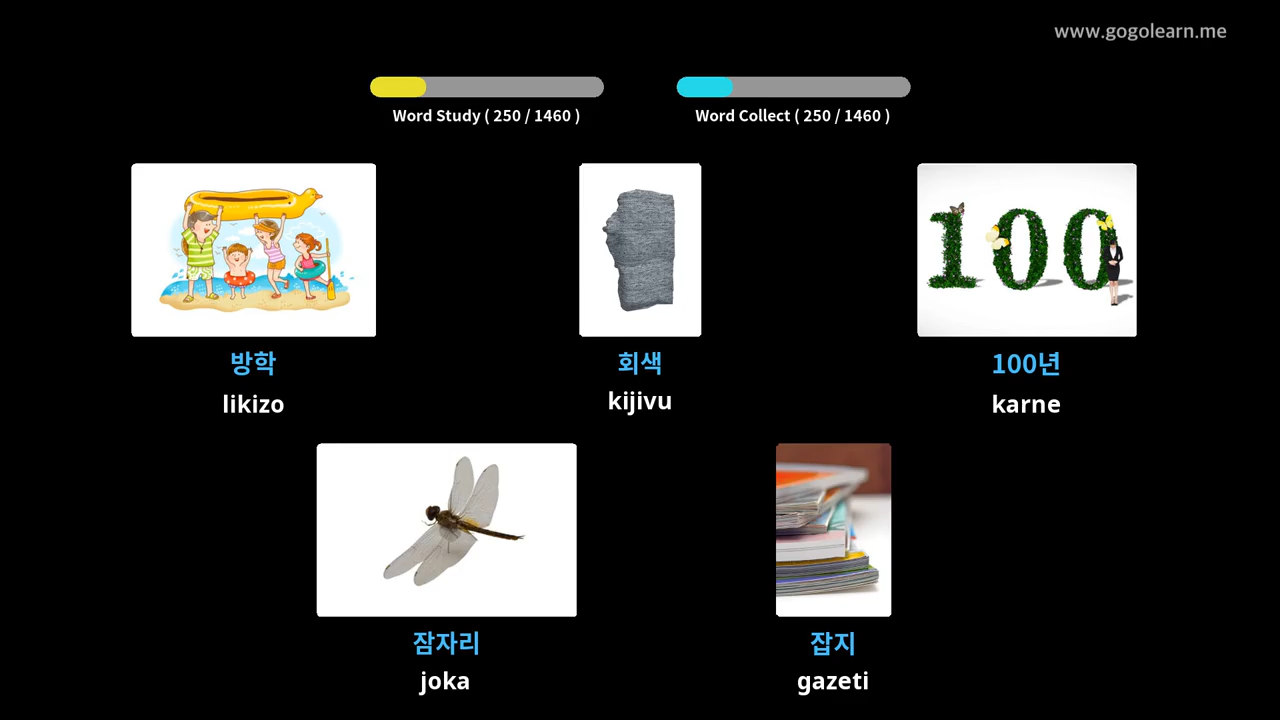 www.gogolearn.me
Word Study ( 250 / 1460 )
Word Collect ( 250 / 1460 )
100
방학
likizo
회색
kijivu
100년
karne
잠자리
joka
잡지
gazeti